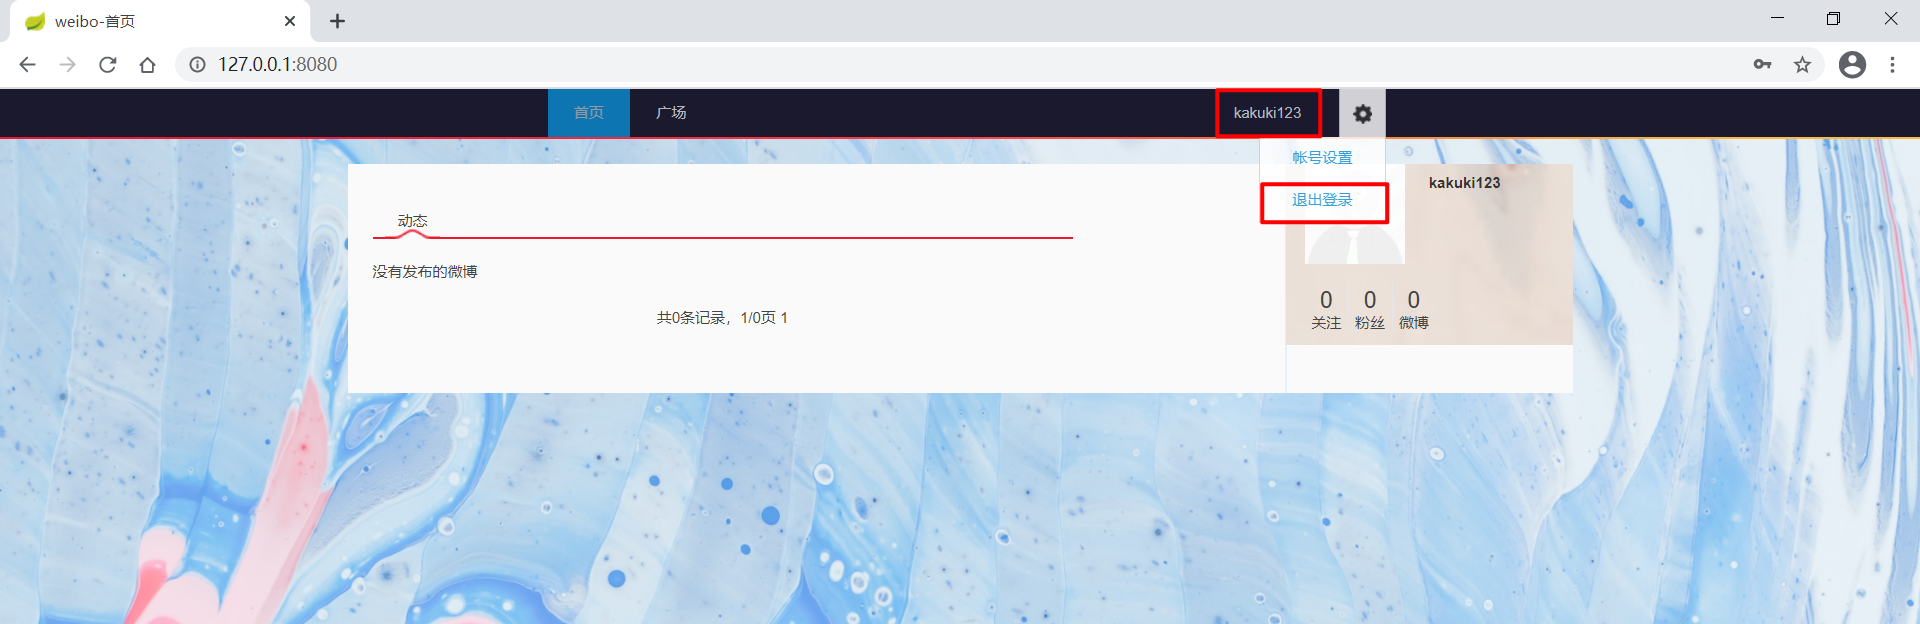 weibo-首页
127.0.0.1:8080
首页
广场
kakuki123
帐号设置
退出登录
kakuki123
动态
没有发布的微博
共0条记录，1/0页 1
0 0 0
关注 粉丝 微博